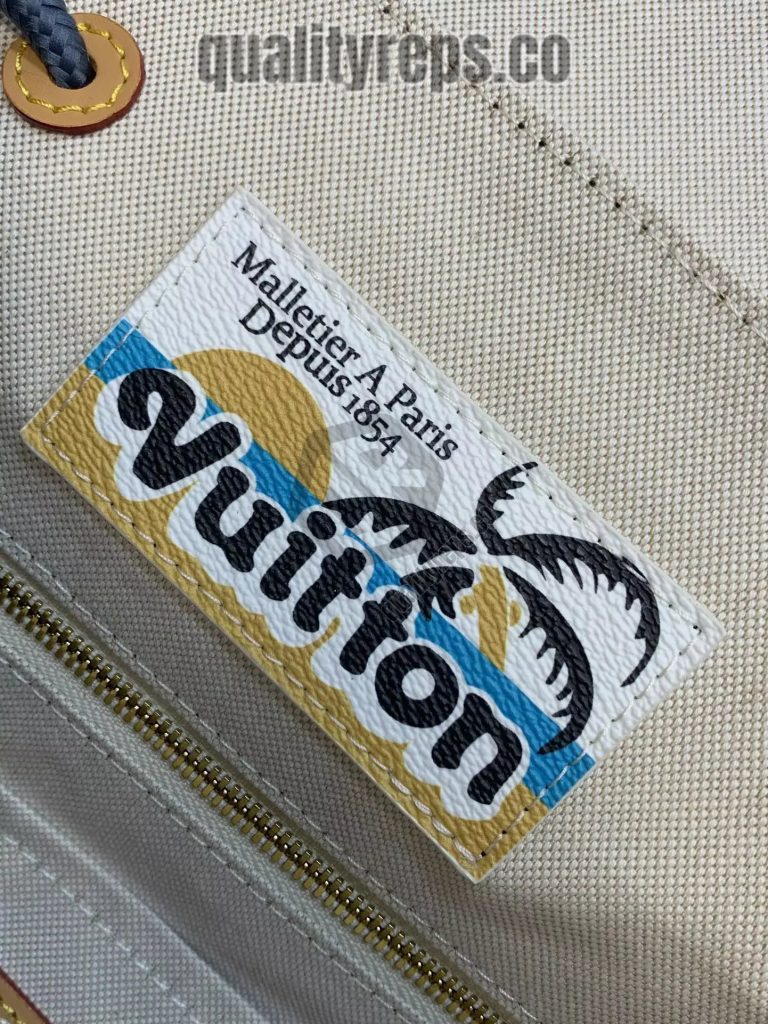 qualityreps.co
Malletier A Paris
Depuis 1854
Vuitton